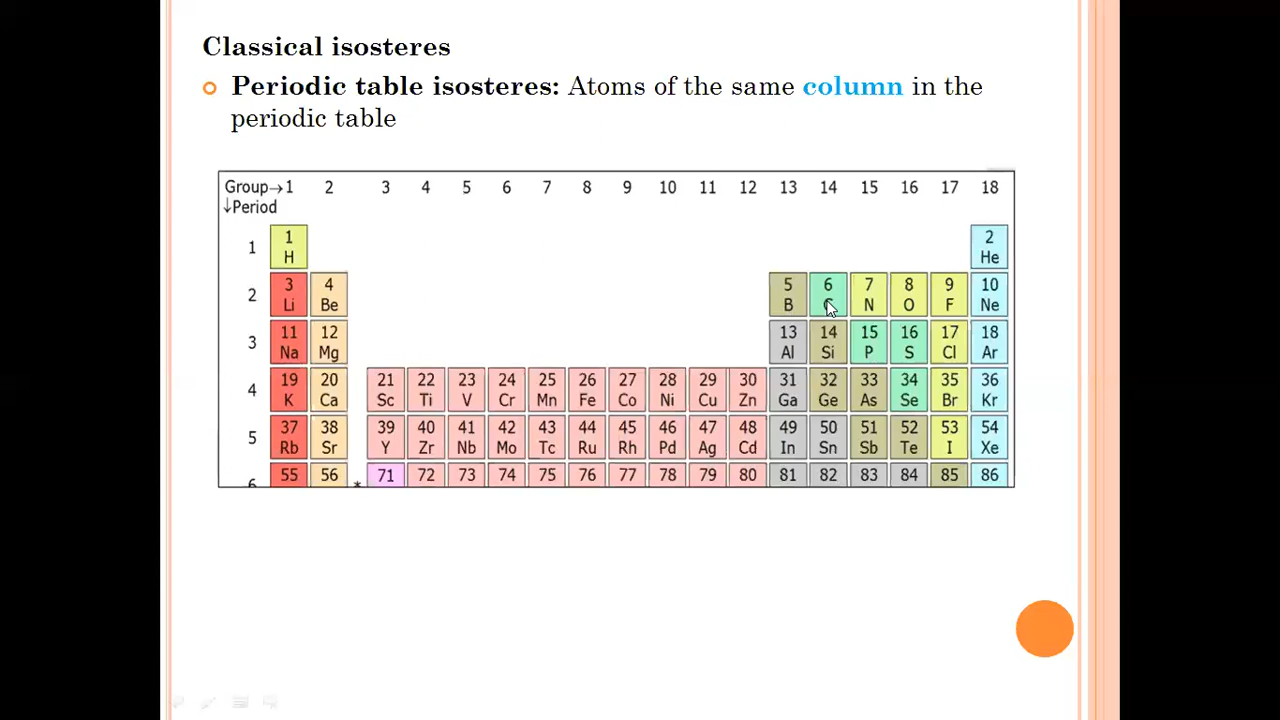 Classical isosteres
Periodic table isosteres: Atoms of the same column in the
periodic table
Group→1 2 3 4 5 6 7 8 9 10 11 12 13 14 15 16 17 18
↓Period
1 1 2
H He
2 3 4 5 6 7 8 9 10
Li Be B C N O F Ne
3 11 12 13 14 15 16 17 18
Na Mg Al Si P S Cl Ar
4 19 20 21 22 23 24 25 26 27 28 29 30 31 32 33 34 35 36
K Ca Sc Ti V Cr Mn Fe Co Ni Cu Zn Ga Ge As Se Br Kr
5 37 38 39 40 41 42 43 44 45 46 47 48 49 50 51 52 53 54
Rb Sr Y Zr Nb Mo Tc Ru Rh Pd Ag Cd In Sn Sb Te I Xe
6 55 56 * 71 72 73 74 75 76 77 78 79 80 81 82 83 84 85 86